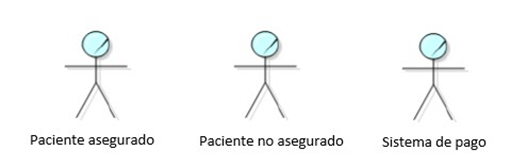 Paciente asegurado
Paciente no asegurado
Sistema de pago